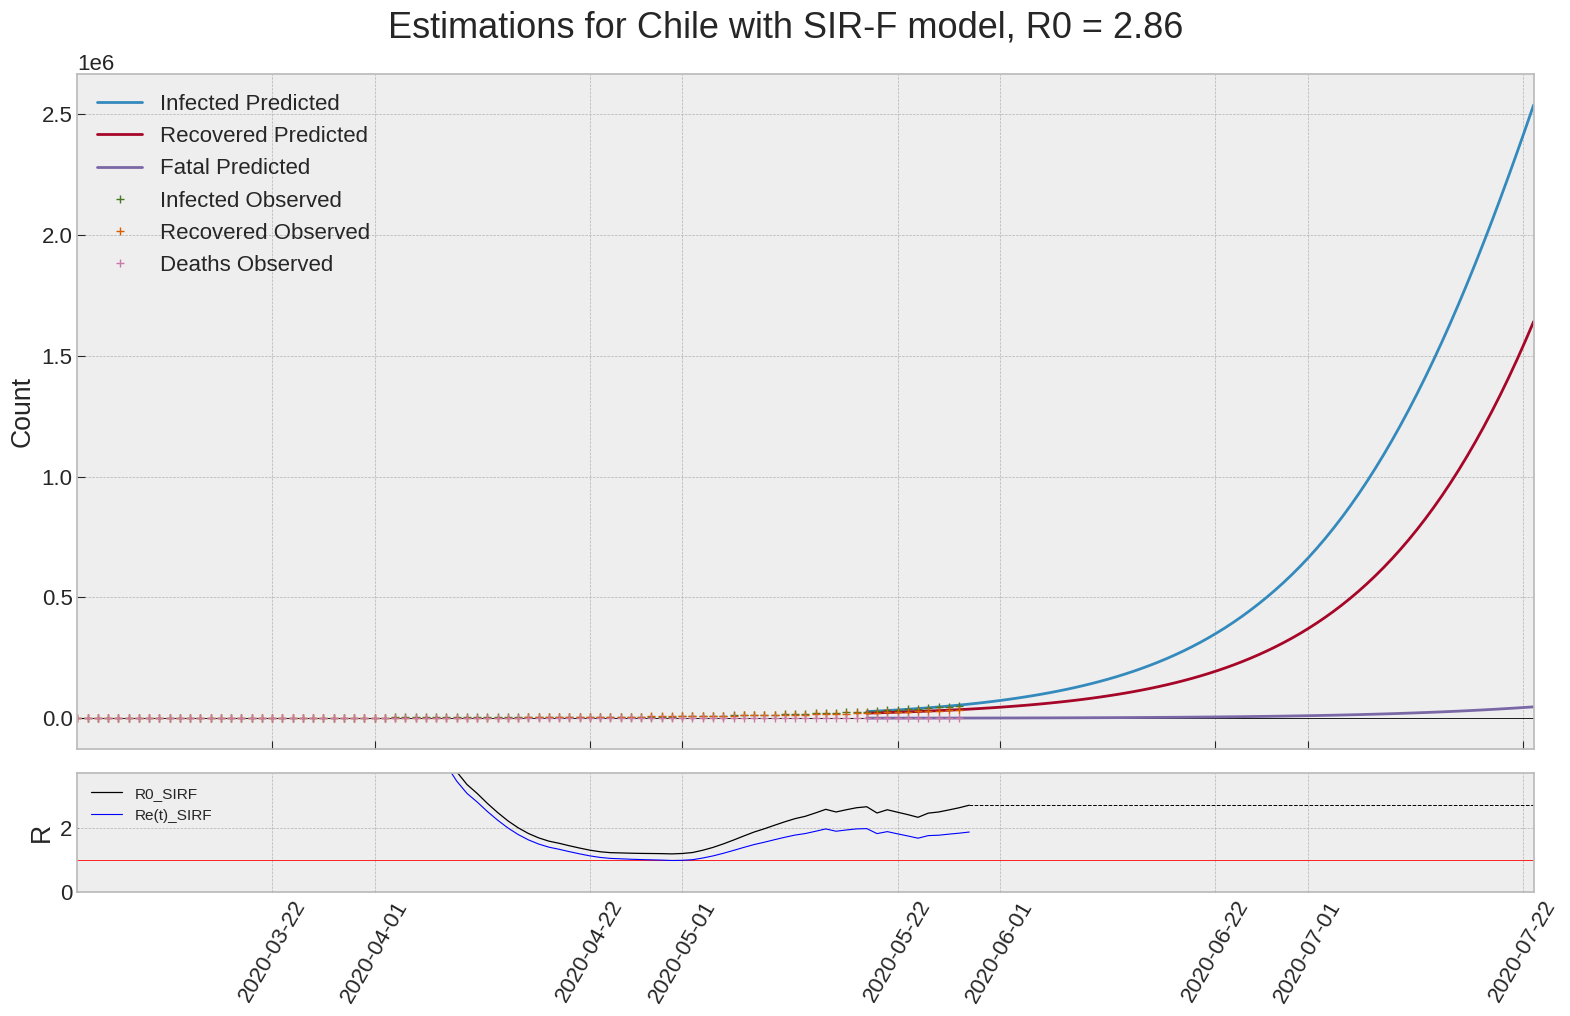 Estimations for Chile with SIR-F model, R0 = 2.86
1e6
Infected Predicted
Recovered Predicted
Fatal Predicted
Infected Observed
Recovered Observed
Deaths Observed
2.5
2.0
1.5
1.0
0.5
0.0
Count
R0_SIRF
Re(t)_SIRF
2
0
R
2020-03-22
2020-04-01
2020-04-22
2020-05-01
2020-05-22
2020-06-01
2020-06-22
2020-07-01
2020-07-22